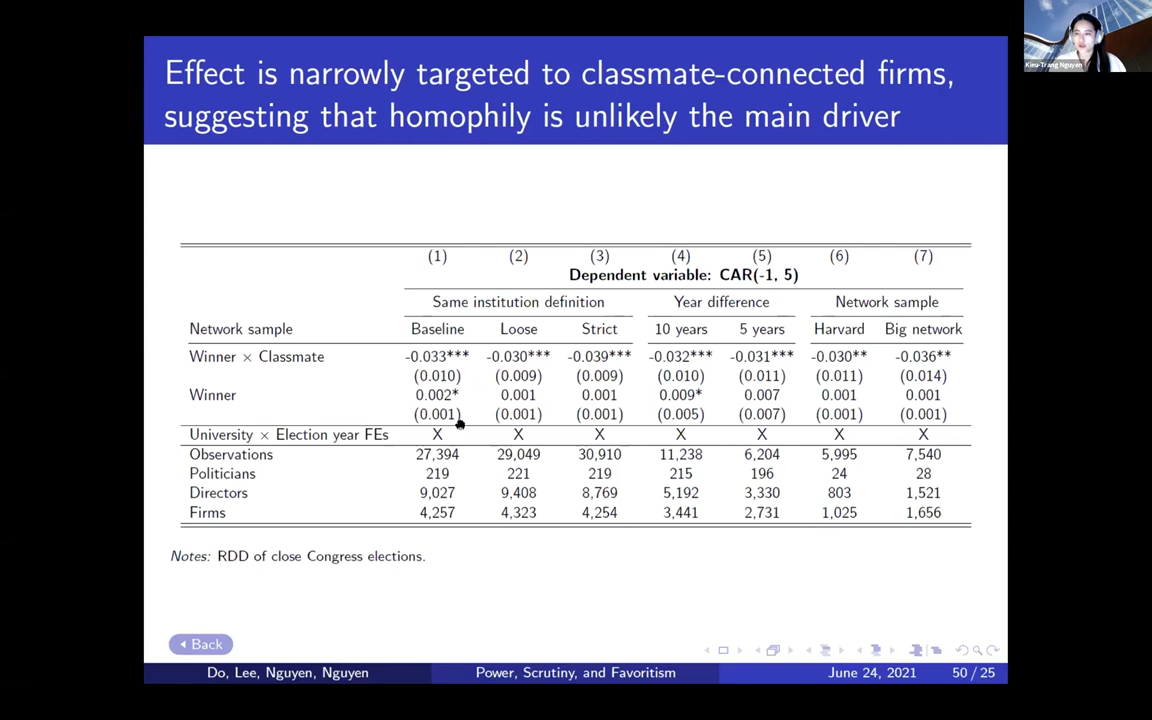 Kieu-Trang Nguyen
Effect is narrowly targeted to classmate-connected firms,
suggesting that homophily is unlikely the main driver
(1) (2) (3) (4) (5) (6) (7)
Dependent variable: CAR(-1, 5)
Same institution definition Year difference Network sample
Network sample Baseline Loose Strict 10 years 5 years Harvard Big network
Winner × Classmate -0.033*** -0.030*** -0.039*** -0.032*** -0.031*** -0.030** -0.036**
(0.010) (0.009) (0.009) (0.010) (0.011) (0.011) (0.014)
Winner 0.002* 0.001 0.001 0.009* 0.007 0.001 0.001
(0.001) (0.001) (0.001) (0.005) (0.007) (0.001) (0.001)
University × Election year FEs X X X X X X X
Observations 27,394 29,049 30,910 11,238 6,204 5,995 7,540
Politicians 219 221 219 215 196 24 28
Directors 9,027 9,408 8,769 5,192 3,330 803 1,521
Firms 4,257 4,323 4,254 3,441 2,731 1,025 1,656
Notes: RDD of close Congress elections.
Back
Do, Lee, Nguyen, Nguyen Power, Scrutiny, and Favoritism June 24, 2021 50 / 25